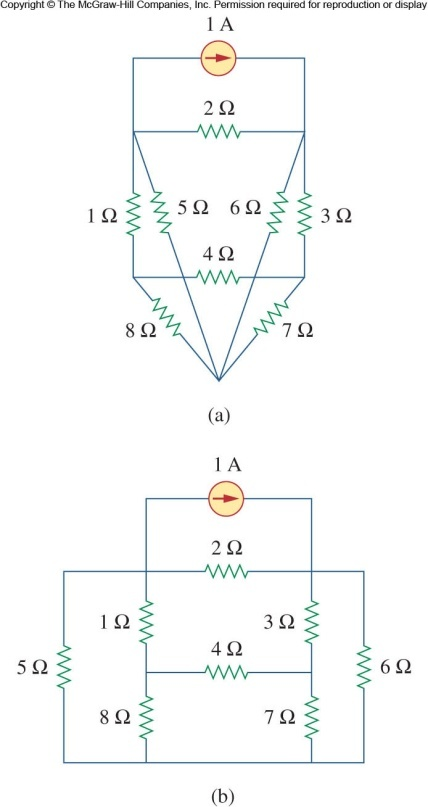 Copyright © The McGraw-Hill Companies, Inc. Permission required for reproduction or display
1 A
2 Ω
1 Ω 5 Ω 6 Ω 3 Ω
4 Ω
8 Ω 7 Ω
(a)
1 A
2 Ω
1 Ω 3 Ω
4 Ω
5 Ω 6 Ω
8 Ω 7 Ω
(b)